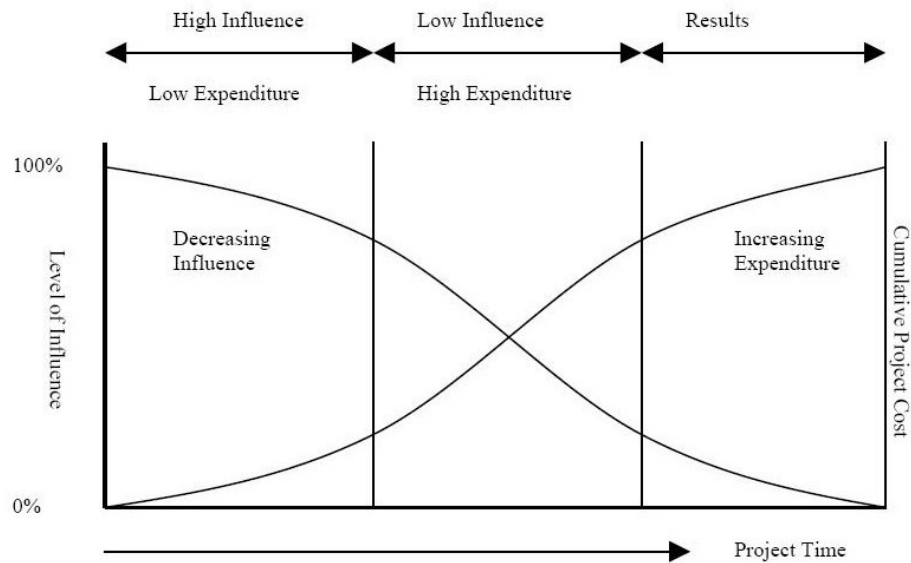 High Influence
Low Influence
Results
Low Expenditure
High Expenditure
100%
Decreasing
Influence
Increasing
Expenditure
Level of Influence
Cumulative Project Cost
0%
Project Time